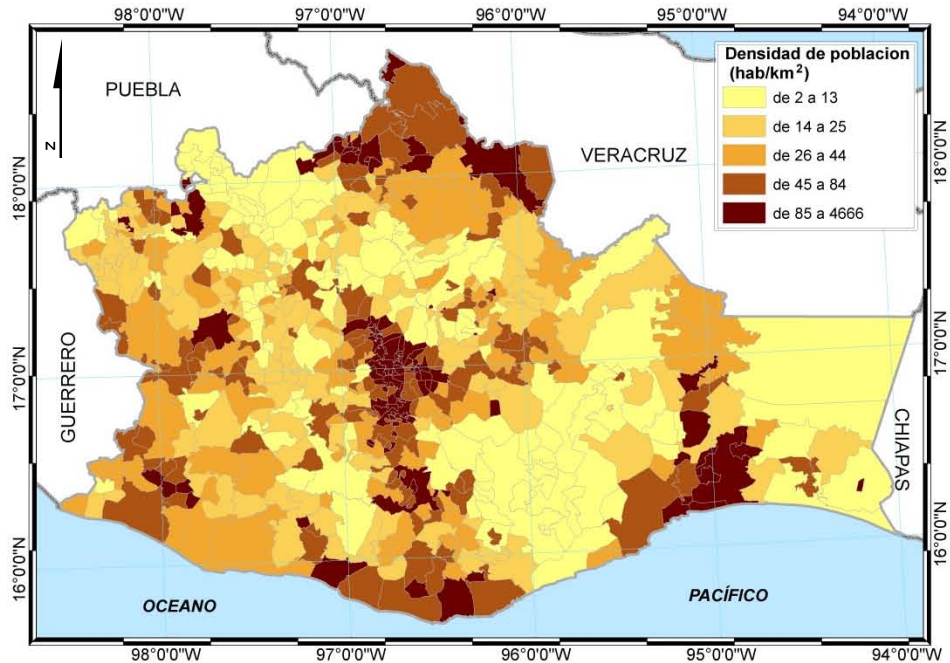 98°0'0"W 97°0'0"W 96°0'0"W 95°0'0"W 94°0'0"W
Densidad de poblacion
(hab/km²)
de 2 a 13
de 14 a 25
de 26 a 44
de 45 a 84
de 85 a 4666
N
PUEBLA
VERACRUZ
GUERRERO
CHIAPAS
OCEANO
PACÍFICO
18°0'0"N
17°0'0"N
16°0'0"N
18°0'0"N
17°0'0"N
16°0'0"N
98°0'0"W 97°0'0"W 96°0'0"W 95°0'0"W 94°0'0"W